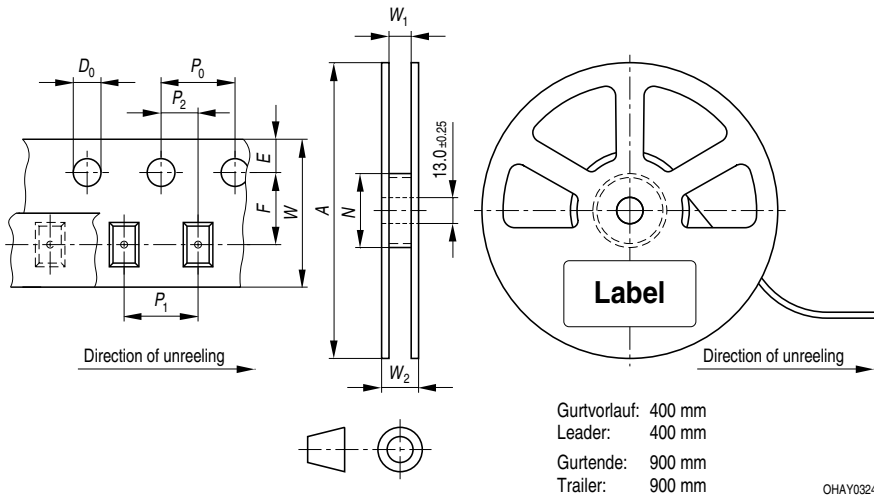 W1
D0
P0
P2
E
F
W
A
N
13.0 ±0.25
P1
Label
Direction of unreeling
W2
Direction of unreeling
Gurtvorlauf: 400 mm
Leader: 400 mm
Gurtende: 900 mm
Trailer: 900 mm
OHAY0324